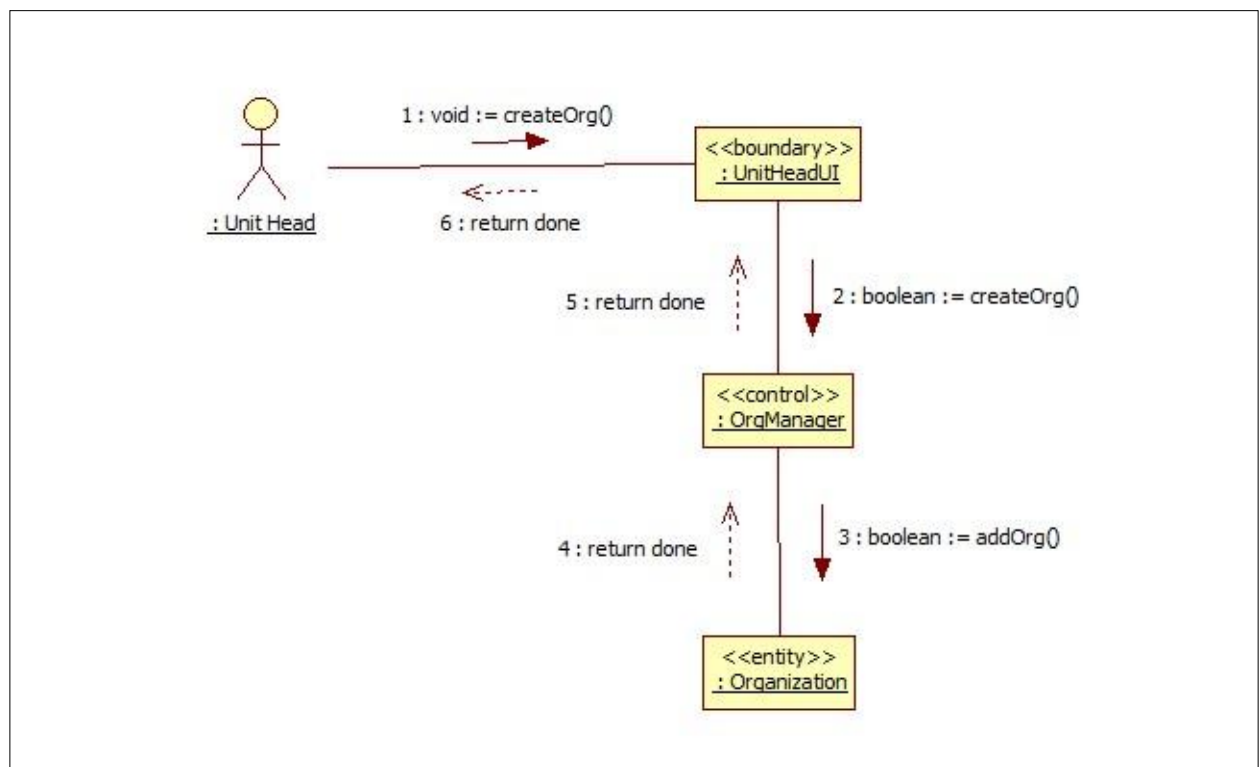 1 : void := createOrg()
<<boundary>>
: UnitHeadUI
: Unit Head
6 : return done
5 : return done
2 : boolean := createOrg()
<<control>>
: OrgManager
4 : return done
3 : boolean := addOrg()
<<entity>>
: Organization